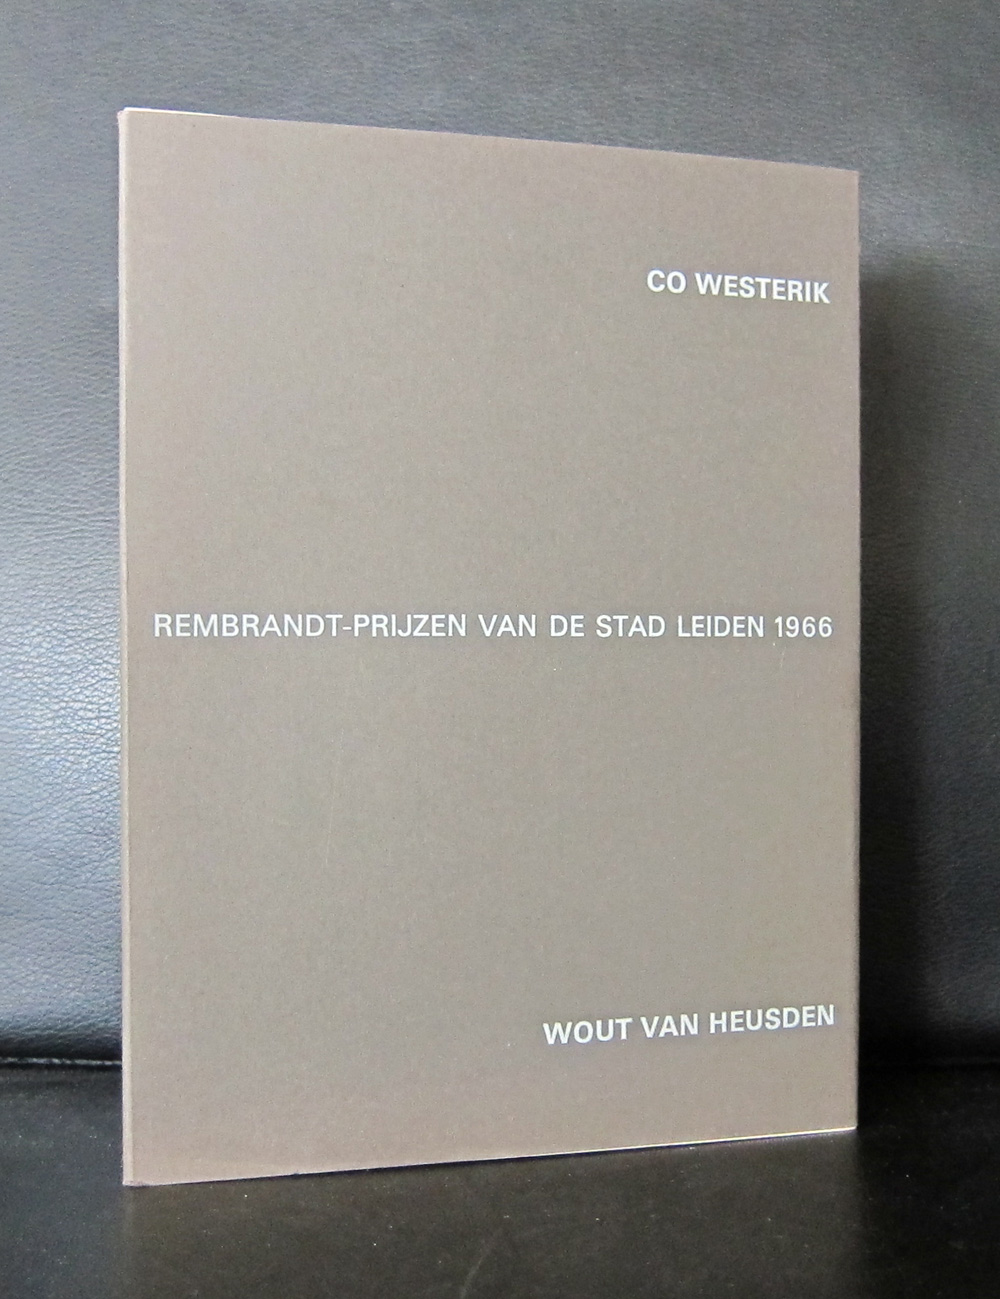 CO WESTERIK
REMBRANDT-PRIJZEN VAN DE STAD LEIDEN 1966
WOUT VAN HEUSDEN